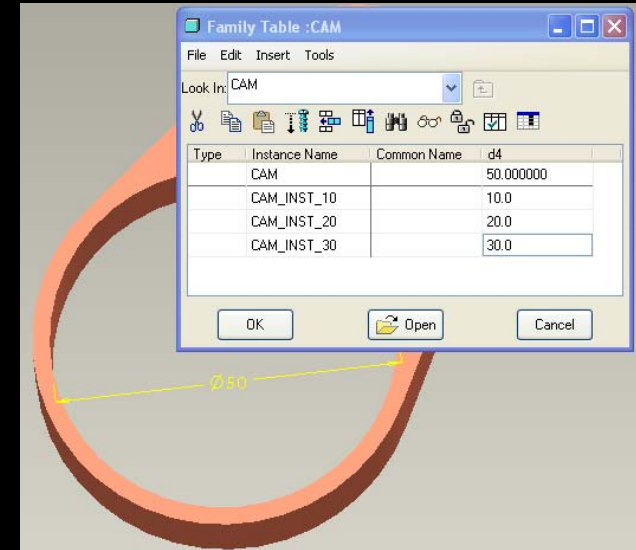 Family Table :CAM
File Edit Insert Tools
Look In: CAM
Type Instance Name Common Name d4
CAM 50.000000
CAM_INST_10 10.0
CAM_INST_20 20.0
CAM_INST_30 30.0
OK Open Cancel
Ø50